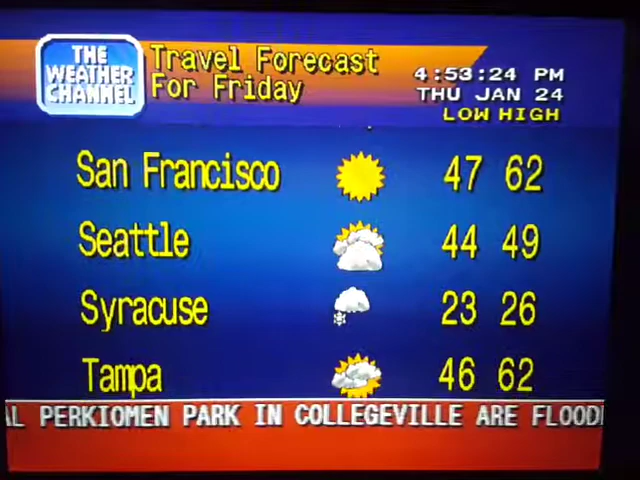 THE
WEATHER
CHANNEL
Travel Forecast
For Friday
4:53:24 PM
THU JAN 24
LOW HIGH
San Francisco 47 62
Seattle 44 49
Syracuse 23 26
Tampa 46 62
PERKIOMEN PARK IN COLLEGEVILLE ARE